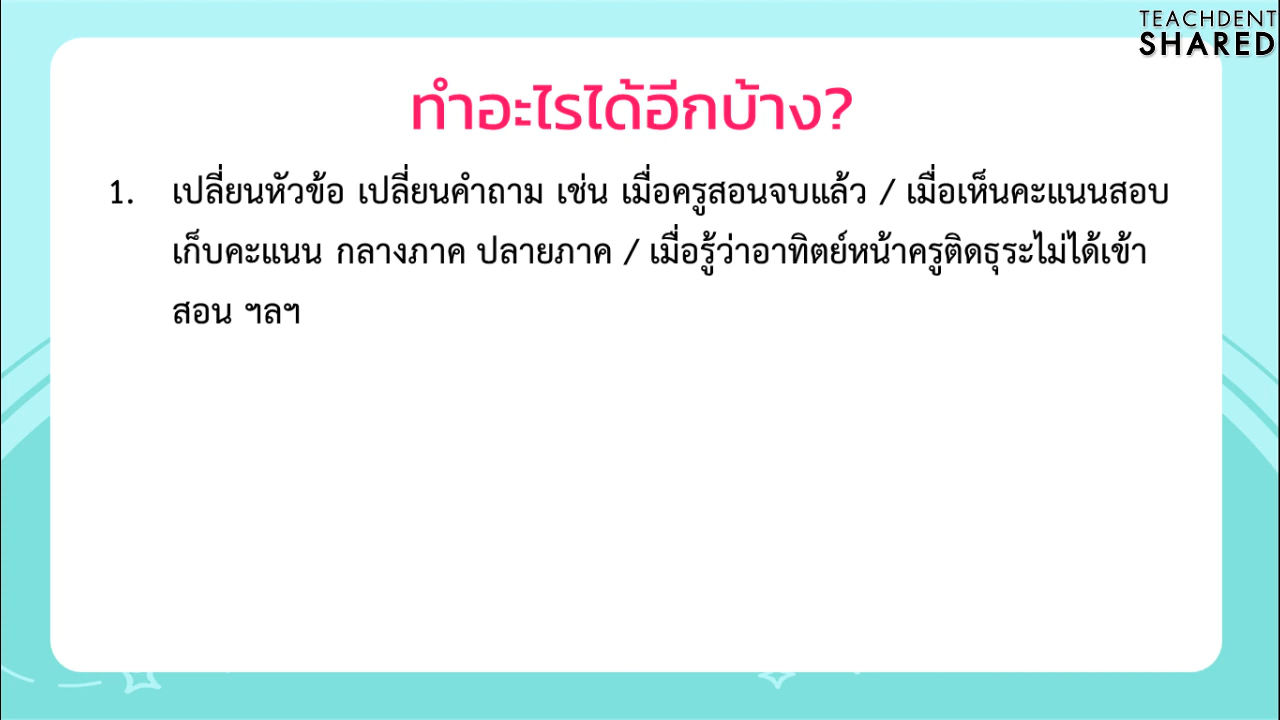 TEACHDENT
SHARED
ทำอะไรได้อีกบ้าง?
1. เปลี่ยนหัวข้อ เปลี่ยนคำถาม เช่น เมื่อครูสอนจบแล้ว / เมื่อเห็นคะแนนสอบ
เก็บคะแนน กลางภาค ปลายภาค / เมื่อรู้ว่าอาทิตย์หน้าครูติดธุระไม่ได้เข้า
สอน ฯลฯ